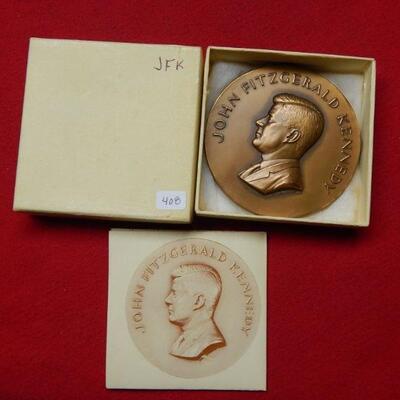 JFK
408
JOHN FITZGERALD KENNEDY
JOHN FITZGERALD KENNEDY